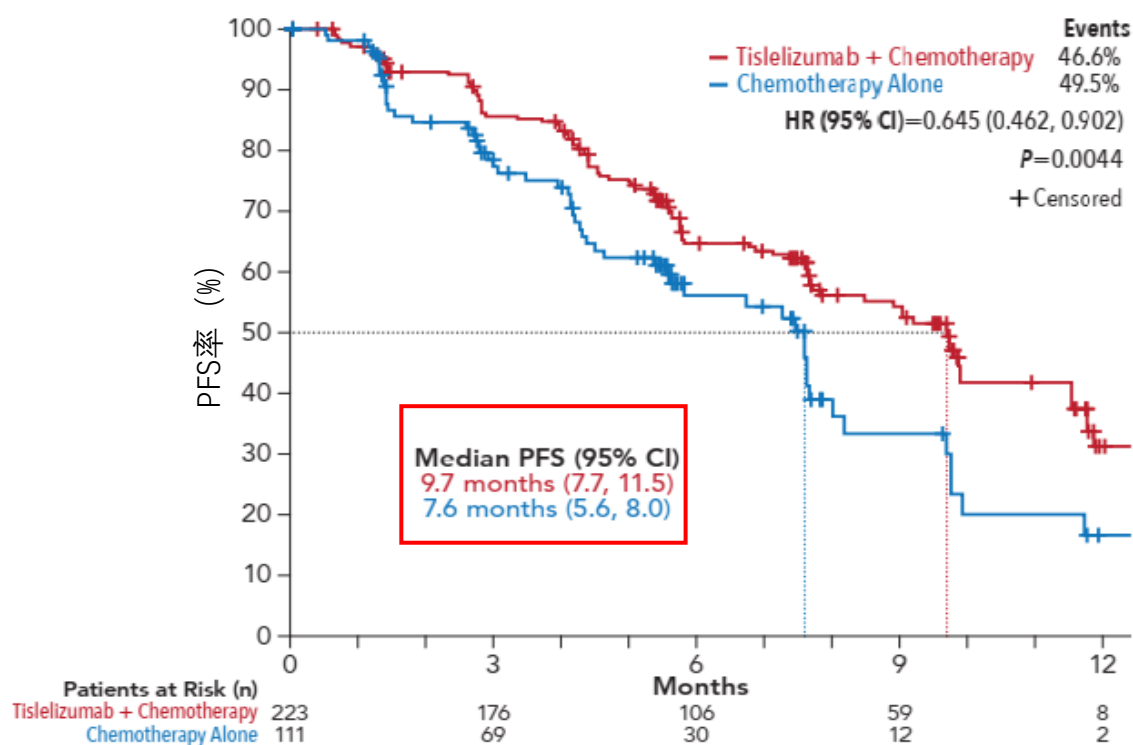 Events
Tislelizumab + Chemotherapy 46.6%
Chemotherapy Alone 49.5%
HR (95% CI)=0.645 (0.462, 0.902)
P=0.0044
+ Censored
PFS率 (%)
100
90
80
70
60
50
40
30
20
10
0
Median PFS (95% CI)
9.7 months (7.7, 11.5)
7.6 months (5.6, 8.0)
0 3 6 9 12
Months
Patients at Risk (n)
Tislelizumab + Chemotherapy 223 176 106 59 8
Chemotherapy Alone 111 69 30 12 2